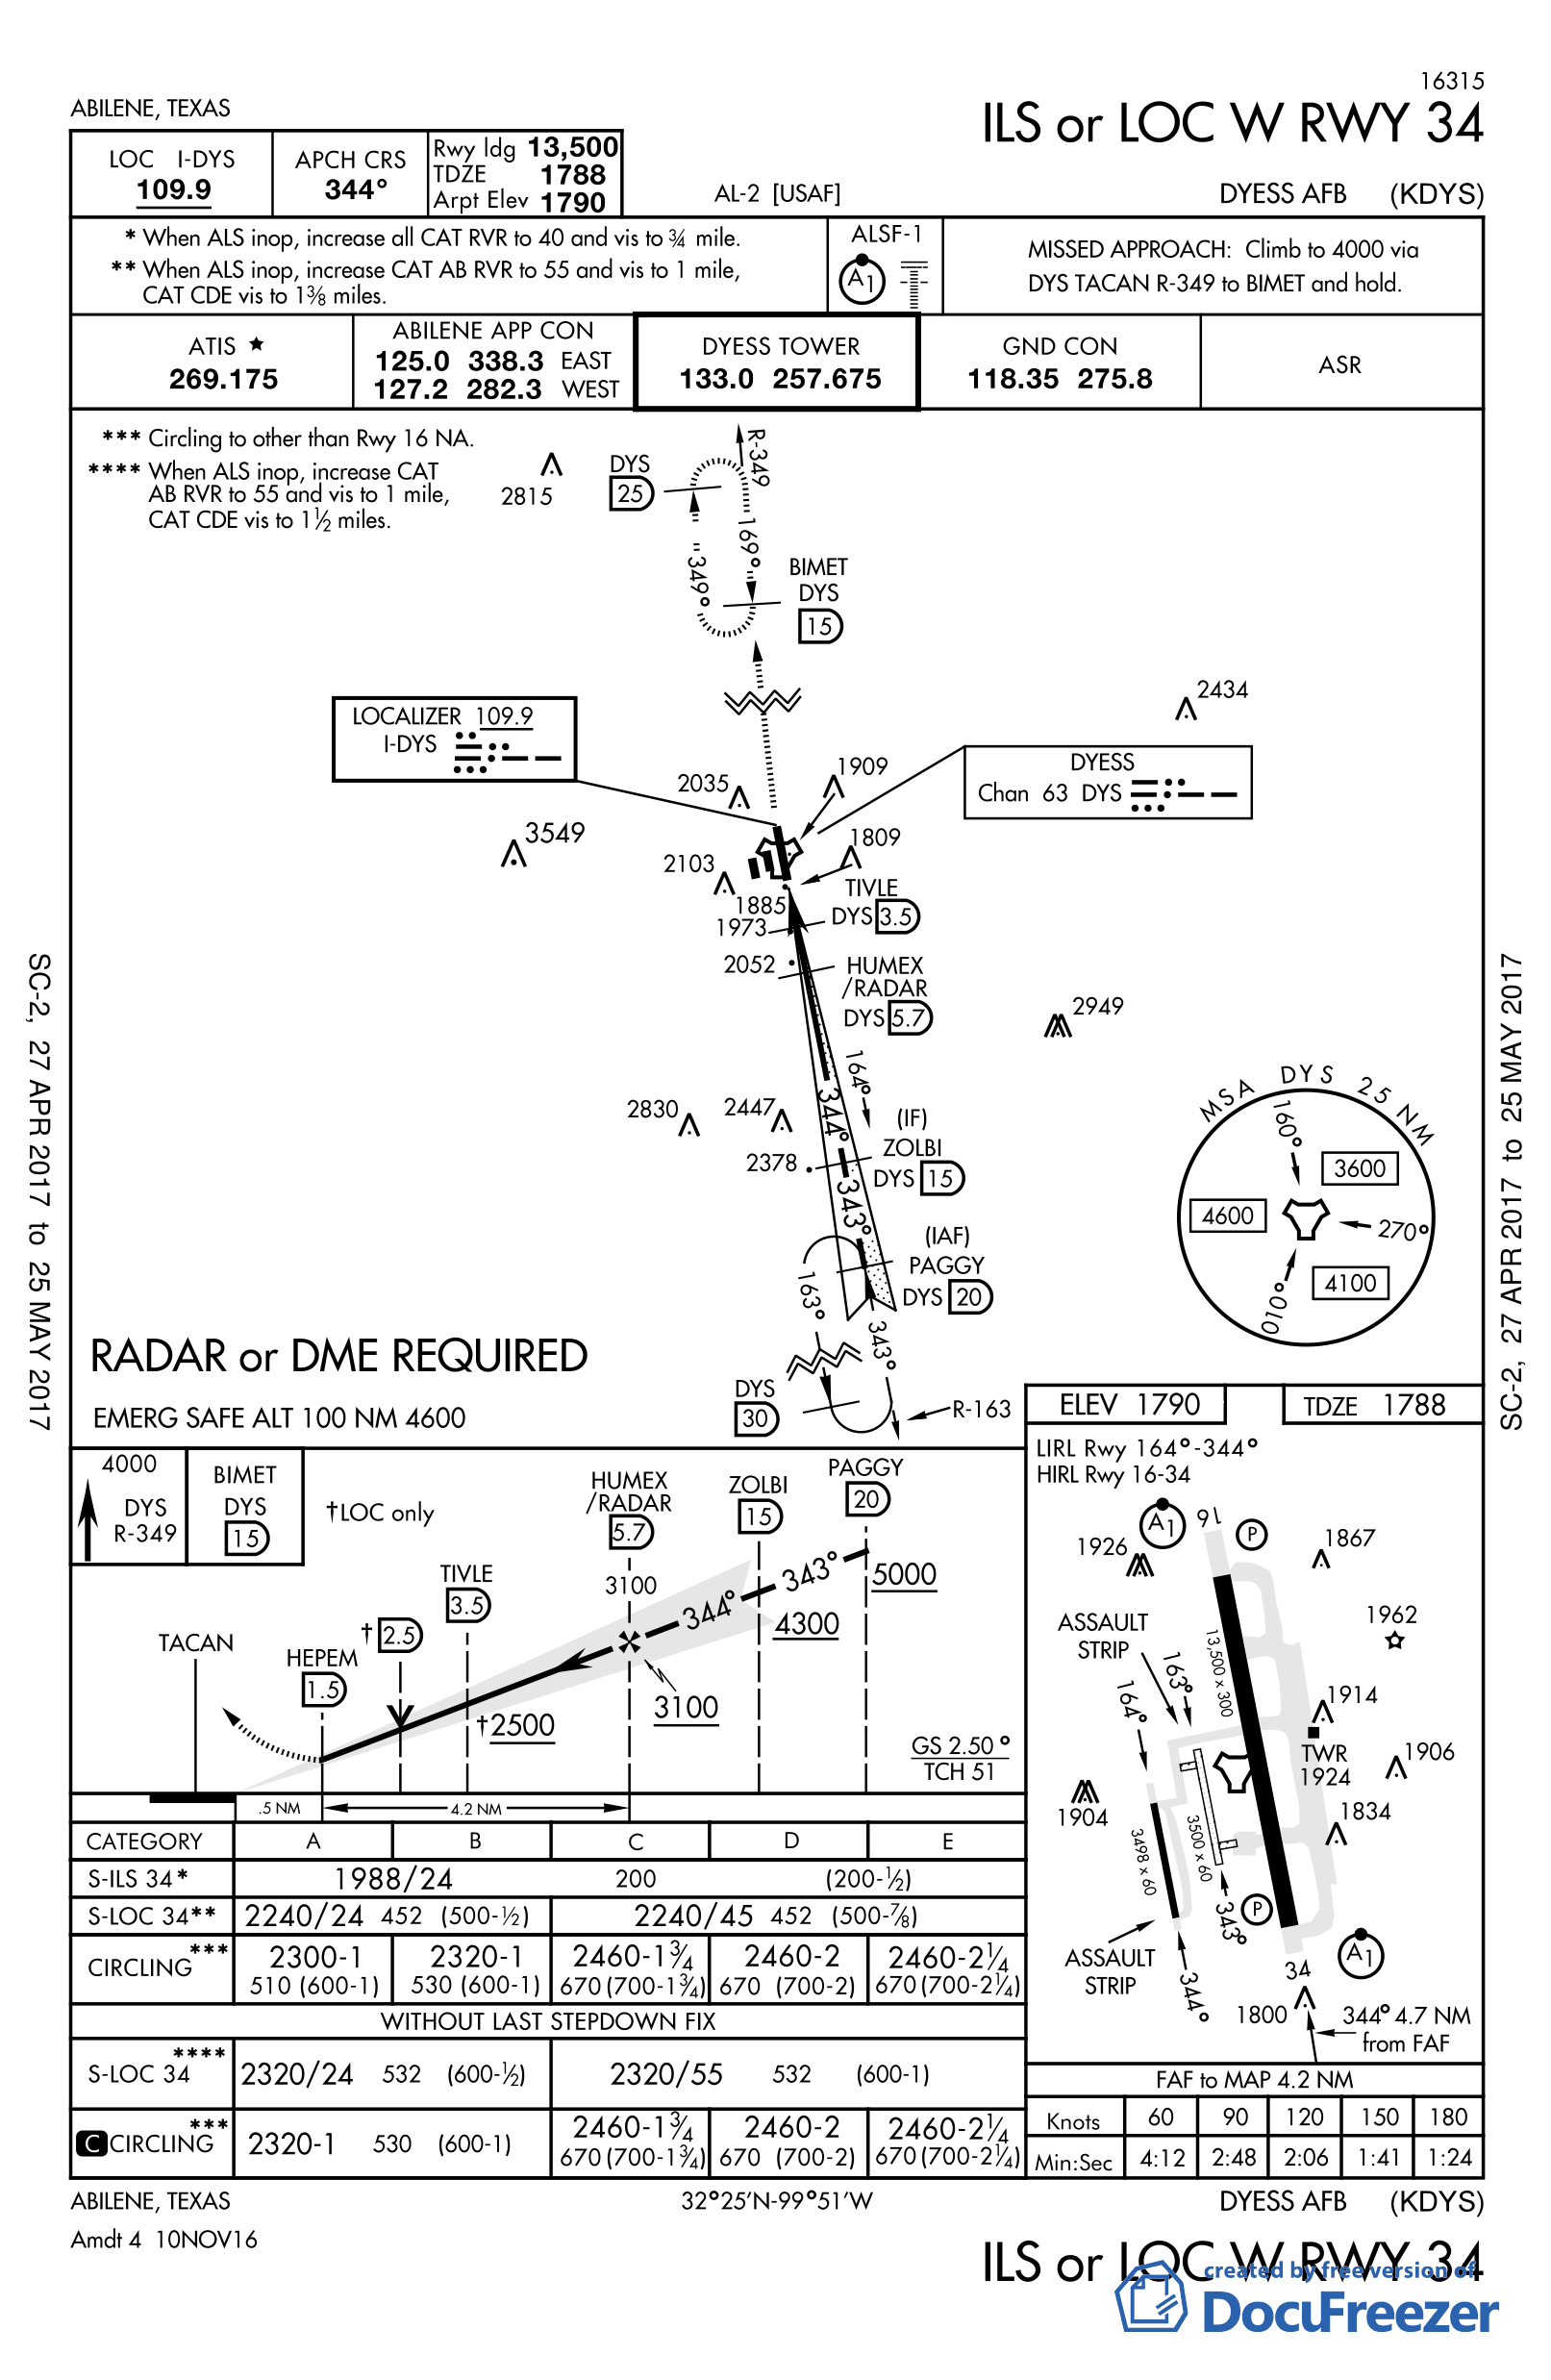 16315
ABILENE, TEXAS
ILS or LOC W RWY 34
LOC I-DYS
109.9
APCH CRS
344°
Rwy ldg 13,500
TDZE 1788
Arpt Elev 1790
AL-2 [USAF]
DYESS AFB (KDYS)
* When ALS inop, increase all CAT RVR to 40 and vis to ¾ mile.
** When ALS inop, increase CAT AB RVR to 55 and vis to 1 mile,
CAT CDE vis to 1⅜ miles.
ALSF-1
A1
MISSED APPROACH: Climb to 4000 via
DYS TACAN R-349 to BIMET and hold.
ATIS ★
269.175
ABILENE APP CON
125.0 338.3 EAST
127.2 282.3 WEST
DYESS TOWER
133.0 257.675
GND CON
118.35 275.8
ASR
*** Circling to other than Rwy 16 NA.
**** When ALS inop, increase CAT
AB RVR to 55 and vis to 1 mile,
CAT CDE vis to 1½ miles.
2815
DYS
25
R-349
169°
349°
BIMET
DYS
15
LOCALIZER 109.9
I-DYS
2434
DYESS
Chan 63 DYS
2035
1909
3549
1809
2103
TIVLE
DYS 3.5
1885
1973
2052
HUMEX
/RADAR
DYS 5.7
2949
164°
344°
2830
2447
(IF)
ZOLBI
DYS 15
2378
343°
(IAF)
PAGGY
DYS 20
163°
343°
DYS
30
R-163
MSA DYS 25 NM
160°
3600
4600
270°
4100
010°
RADAR or DME REQUIRED
EMERG SAFE ALT 100 NM 4600
SC-2, 27 APR 2017 to 25 MAY 2017
SC-2, 27 APR 2017 to 25 MAY 2017
ELEV 1790
TDZE 1788
LIRL Rwy 164°-344°
HIRL Rwy 16-34
A1
16
P
1926
1867
ASSAULT
STRIP
1962
163°
13,500 x 300
164°
1914
TWR
1924
1906
1904
1834
3498 x 60
3500 x 60
P
343°
ASSAULT
STRIP
A1
34
344°
1800
344° 4.7 NM
from FAF
4000
DYS
R-349
BIMET
DYS
15
†LOC only
HUMEX
/RADAR
5.7
ZOLBI
15
PAGGY
20
TIVLE
3.5
3100
344°
343°
5000
4300
† 2.5
TACAN
HEPEM
1.5
3100
†2500
GS 2.50°
TCH 51
.5 NM
4.2 NM
CATEGORY A B C D E
S-ILS 34* 1988/24 200 (200-½)
S-LOC 34** 2240/24 452 (500-½) 2240/45 452 (500-⅞)
CIRCLING*** 2300-1 2320-1 2460-1¾ 2460-2 2460-2¼
510 (600-1) 530 (600-1) 670 (700-1¾) 670 (700-2) 670 (700-2¼)
WITHOUT LAST STEPDOWN FIX
S-LOC 34**** 2320/24 532 (600-½) 2320/55 532 (600-1)
C CIRCLING*** 2320-1 530 (600-1) 2460-1¾ 2460-2 2460-2¼
670 (700-1¾) 670 (700-2) 670 (700-2¼)
FAF to MAP 4.2 NM
Knots 60 90 120 150 180
Min:Sec 4:12 2:48 2:06 1:41 1:24
ABILENE, TEXAS
Amdt 4 10NOV16
32°25'N-99°51'W
DYESS AFB (KDYS)
ILS or LOC W RWY 34
created by free version of
DocuFreezer